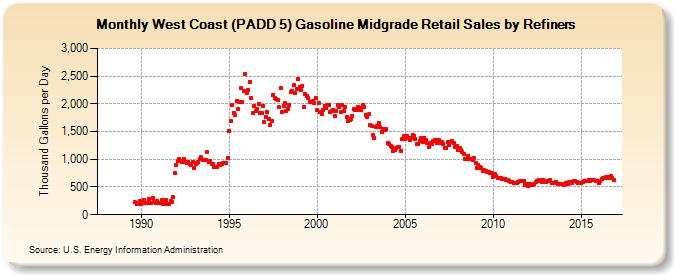 Monthly West Coast (PADD 5) Gasoline Midgrade Retail Sales by Refiners
Thousand Gallons per Day
3,000
2,500
2,000
1,500
1,000
500
0
1990 1995 2000 2005 2010 2015
Source: U.S. Energy Information Administration